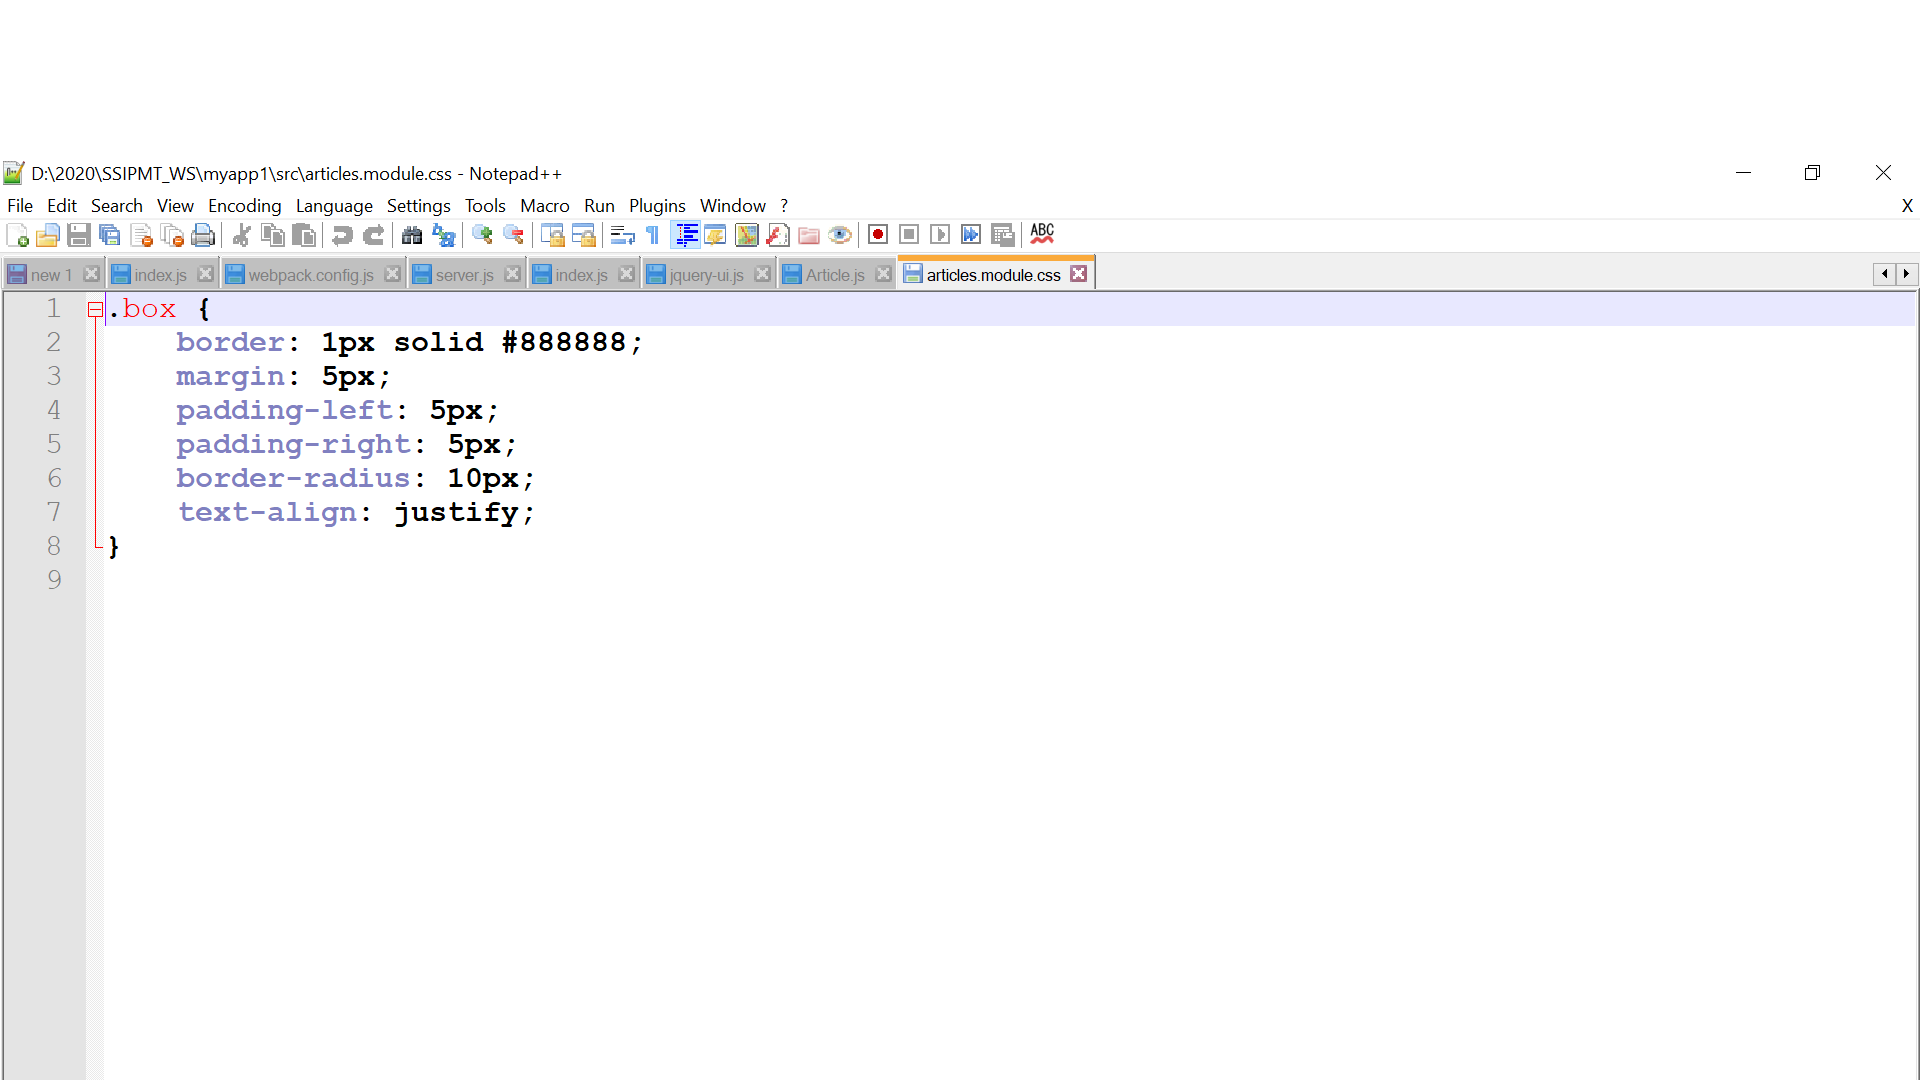 D:\2020\SSIPMT_WS\myapp1\src\articles.module.css - Notepad++
File Edit Search View Encoding Language Settings Tools Macro Run Plugins Window ? X
ABC
new 1 index.js webpack.config.js server.js index.js jquery-ui.js Article.js articles.module.css
1 .box {
2 border: 1px solid #888888;
3 margin: 5px;
4 padding-left: 5px;
5 padding-right: 5px;
6 border-radius: 10px;
7 text-align: justify;
8 }
9